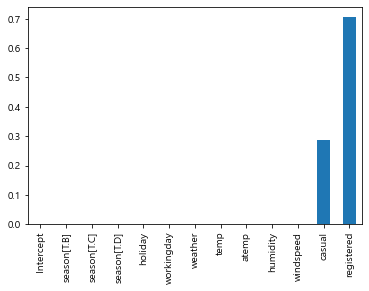 0.7
0.6
0.5
0.4
0.3
0.2
0.1
0.0
Intercept
season[T.B]
season[T.C]
season[T.D]
holiday
workingday
weather
temp
atemp
humidity
windspeed
casual
registered